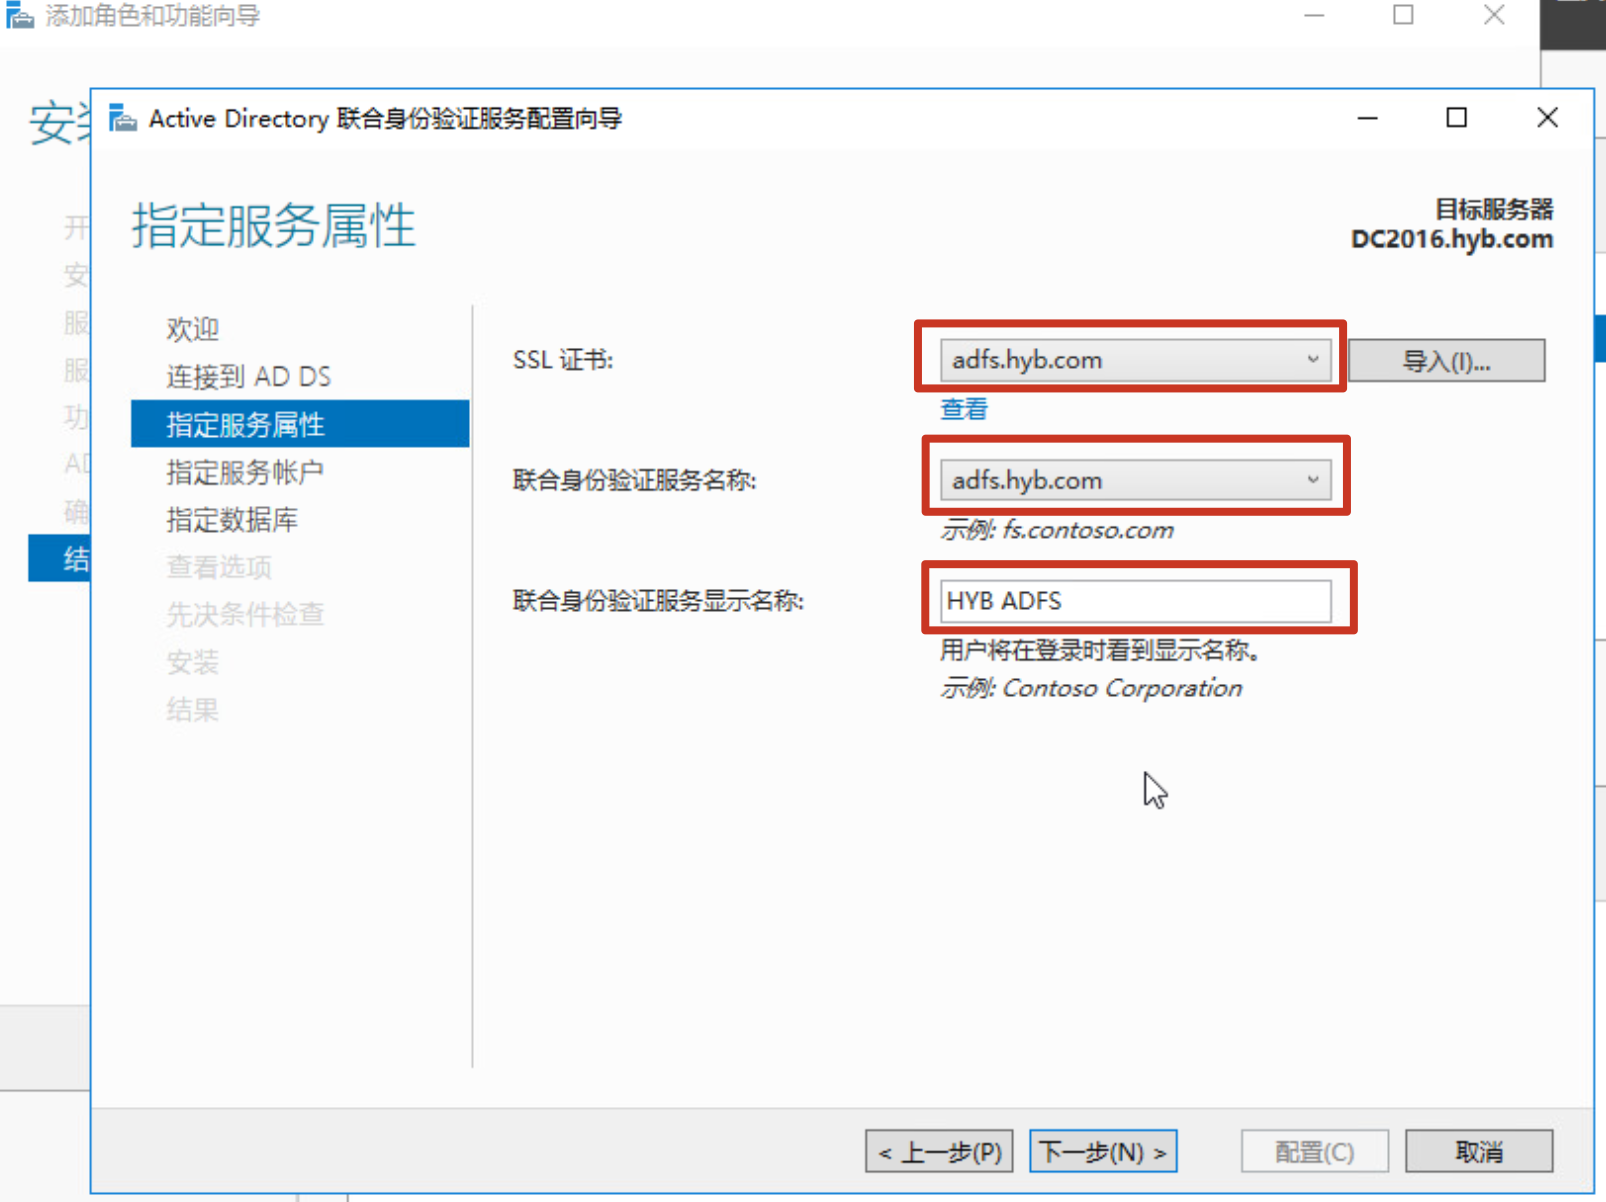 添加角色和功能向导
安
Active Directory 联合身份验证服务配置向导
指定服务属性
目标服务器
DC2016.hyb.com
开
安
服
服
功
AD
确
结
欢迎
连接到 AD DS
指定服务属性
指定服务帐户
指定数据库
查看选项
先决条件检查
安装
结果
SSL 证书:
adfs.hyb.com
导入(I)...
查看
联合身份验证服务名称:
adfs.hyb.com
示例: fs.contoso.com
联合身份验证服务显示名称:
HYB ADFS
用户将在登录时看到显示名称。
示例: Contoso Corporation
< 上一步(P)
下一步(N) >
配置(C)
取消